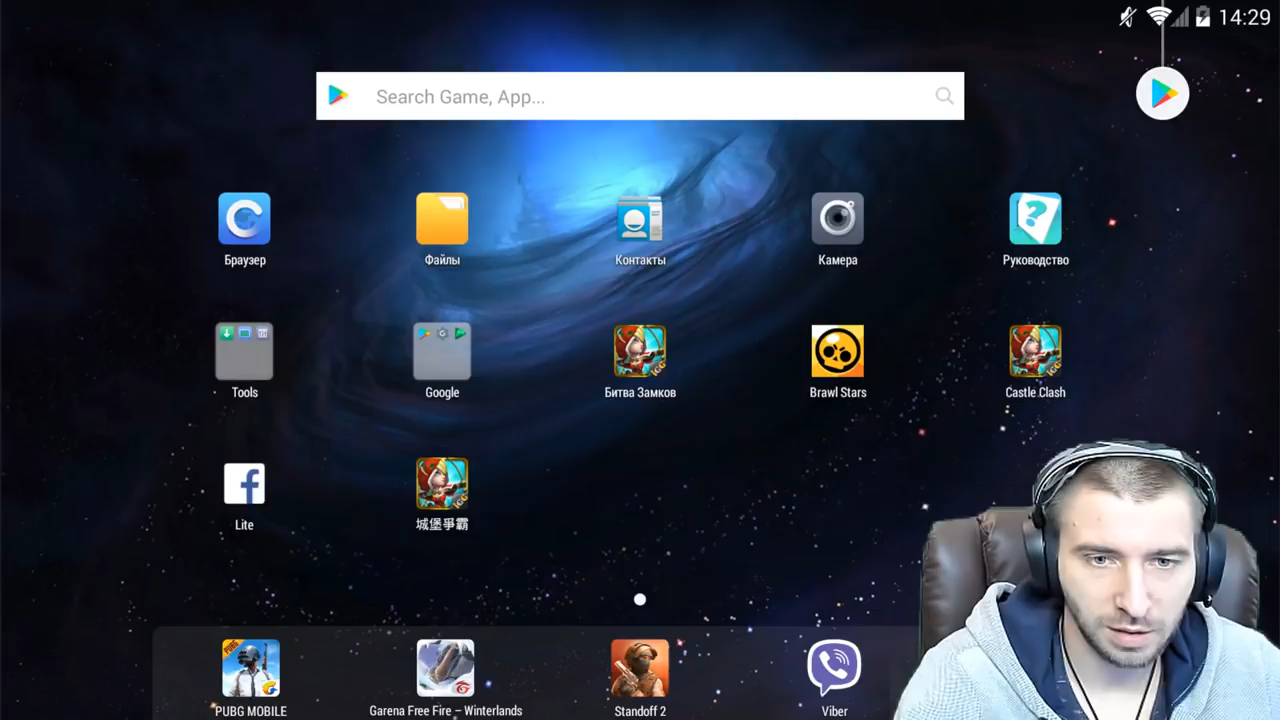 14:29
Search Game, App...
Браузер
Файлы
Контакты
Камера
Руководство
Tools
Google
Битва Замков
Brawl Stars
Castle Clash
Lite
城堡爭霸
PUBG MOBILE
Garena Free Fire – Winterlands
Standoff 2
Viber